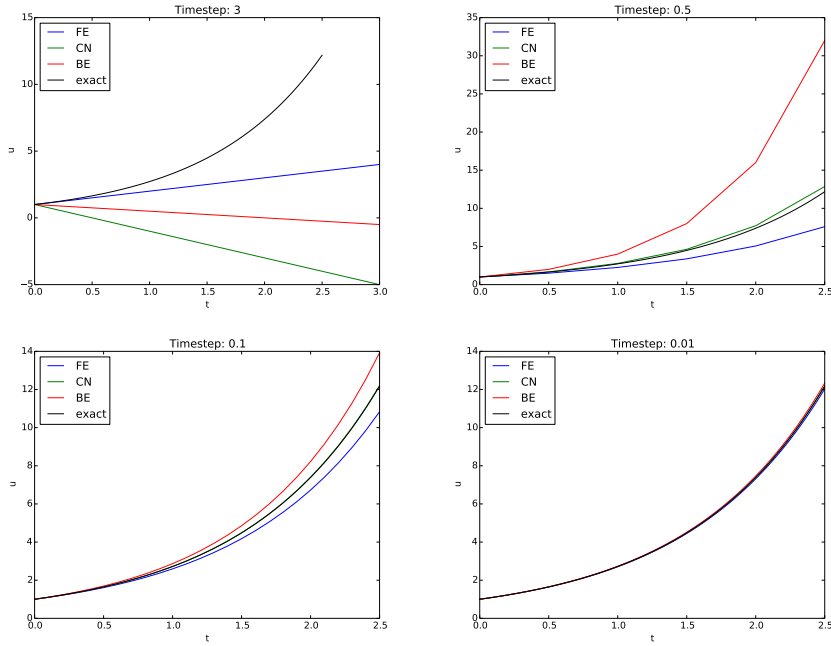 Timestep: 3
FE
CN
BE
exact
15
10
5
0
−5
u
0.0 0.5 1.0 1.5 2.0 2.5 3.0
t
Timestep: 0.5
FE
CN
BE
exact
35
30
25
20
15
10
5
0
u
0.0 0.5 1.0 1.5 2.0 2.5
t
Timestep: 0.1
FE
CN
BE
exact
14
12
10
8
6
4
2
0
u
0.0 0.5 1.0 1.5 2.0 2.5
t
Timestep: 0.01
FE
CN
BE
exact
14
12
10
8
6
4
2
0
u
0.0 0.5 1.0 1.5 2.0 2.5
t